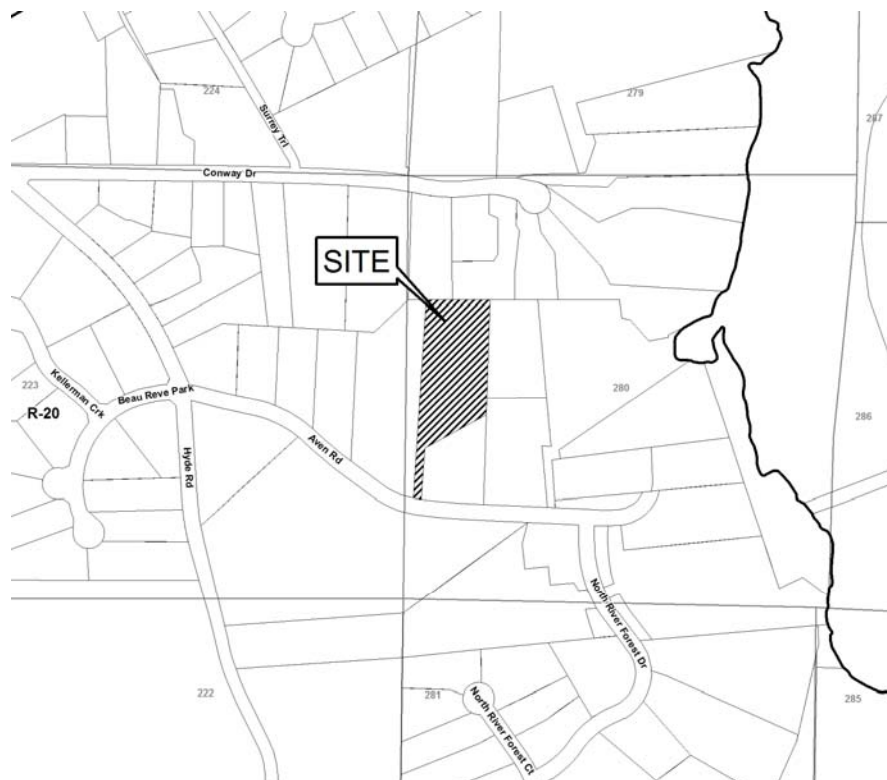 224
279
267
Surrey Trl
Conway Dr
SITE
223
Kellerman Crk
Beau Reve Park
280
R-20
286
Aven Rd
Hyde Rd
North River Forest Dr
222
281
285
North River Forest Ct